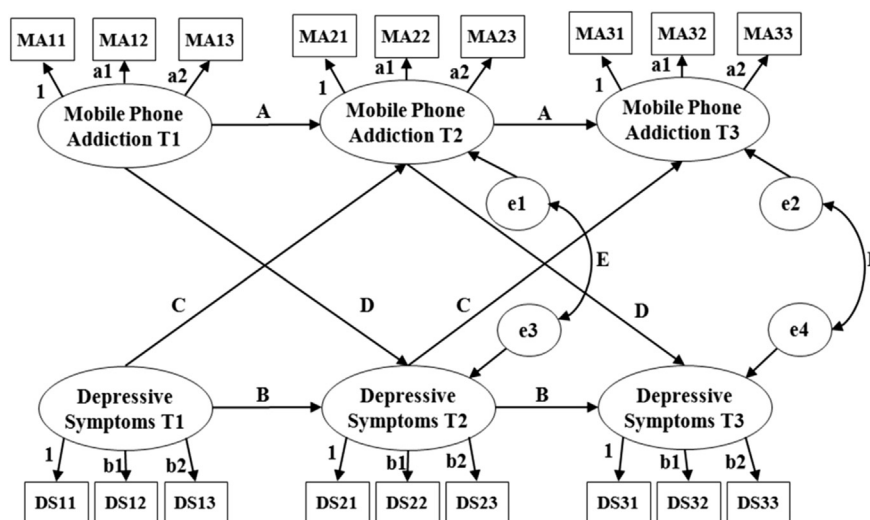 MA11 MA12 MA13 MA21 MA22 MA23 MA31 MA32 MA33
1 a1 a2 1 a1 a2 1 a1 a2
Mobile Phone
Addiction T1
A
Mobile Phone
Addiction T2
A
Mobile Phone
Addiction T3
e1
e2
E
C
D
C
D
e3
e4
Depressive
Symptoms T1
B
Depressive
Symptoms T2
B
Depressive
Symptoms T3
1 b1 b2 1 b1 b2 1 b1 b2
DS11 DS12 DS13 DS21 DS22 DS23 DS31 DS32 DS33